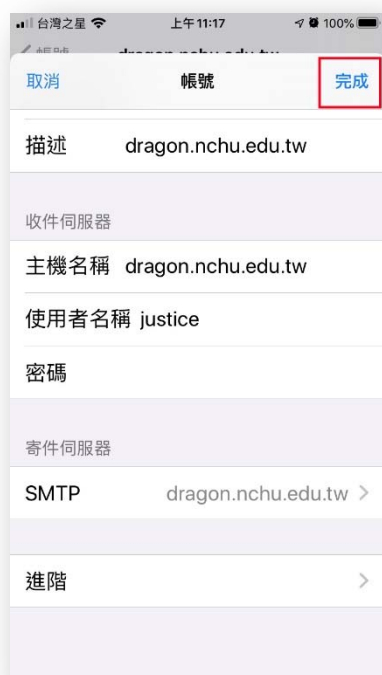 台灣之星 上午11:17 100%
取消 帳號 完成
描述 dragon.nchu.edu.tw
收件伺服器
主機名稱 dragon.nchu.edu.tw
使用者名稱 justice
密碼
寄件伺服器
SMTP dragon.nchu.edu.tw
進階